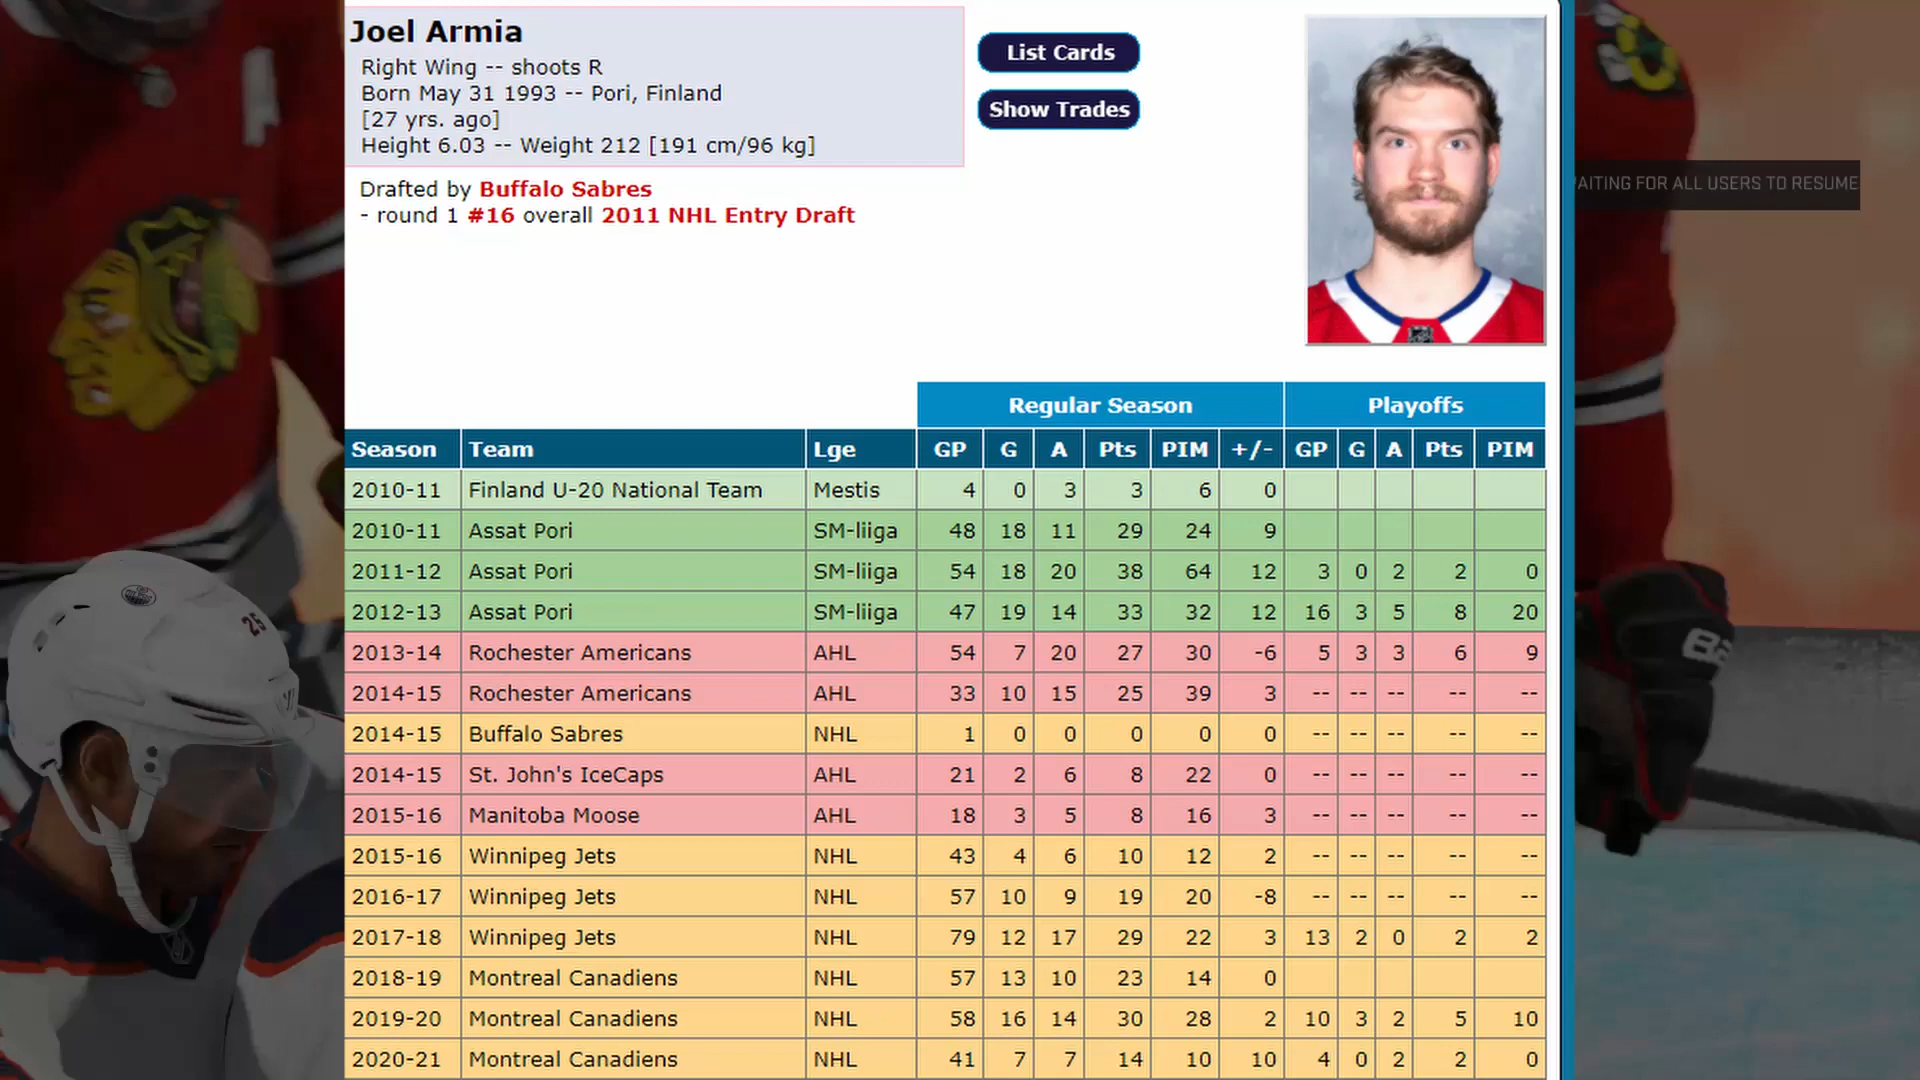 Joel Armia
Right Wing -- shoots R
Born May 31 1993 -- Pori, Finland
[27 yrs. ago]
Height 6.03 -- Weight 212 [191 cm/96 kg]
Drafted by Buffalo Sabres
- round 1 #16 overall 2011 NHL Entry Draft
List Cards
Show Trades
AITING FOR ALL USERS TO RESUME
25
Regular Season Playoffs
Season Team Lge GP G A Pts PIM +/- GP G A Pts PIM
2010-11 Finland U-20 National Team Mestis 4 0 3 3 6 0
2010-11 Assat Pori SM-liiga 48 18 11 29 24 9
2011-12 Assat Pori SM-liiga 54 18 20 38 64 12 3 0 2 2 0
2012-13 Assat Pori SM-liiga 47 19 14 33 32 12 16 3 5 8 20
2013-14 Rochester Americans AHL 54 7 20 27 30 -6 5 3 3 6 9
2014-15 Rochester Americans AHL 33 10 15 25 39 3 -- -- -- -- --
2014-15 Buffalo Sabres NHL 1 0 0 0 0 0 -- -- -- -- --
2014-15 St. John's IceCaps AHL 21 2 6 8 22 0 -- -- -- -- --
2015-16 Manitoba Moose AHL 18 3 5 8 16 3 -- -- -- -- --
2015-16 Winnipeg Jets NHL 43 4 6 10 12 2 -- -- -- -- --
2016-17 Winnipeg Jets NHL 57 10 9 19 20 -8 -- -- -- -- --
2017-18 Winnipeg Jets NHL 79 12 17 29 22 3 13 2 0 2 2
2018-19 Montreal Canadiens NHL 57 13 10 23 14 0
2019-20 Montreal Canadiens NHL 58 16 14 30 28 2 10 3 2 5 10
2020-21 Montreal Canadiens NHL 41 7 7 14 10 10 4 0 2 2 0